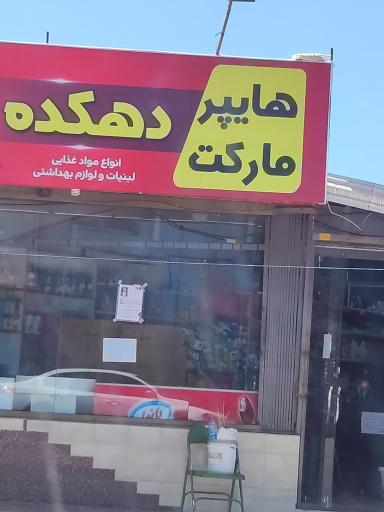 هایپر
مارکت
دهکده
انواع مواد غذایی
لبنیات و لوازم بهداشتی